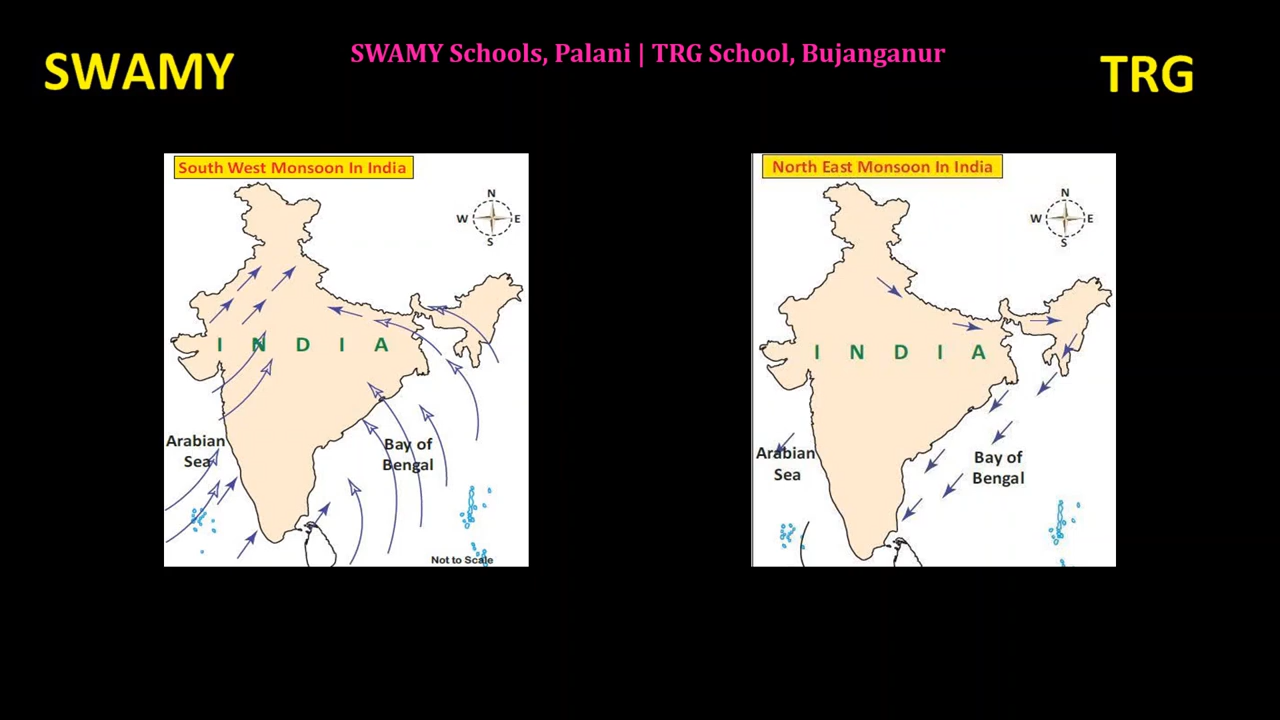 SWAMY
SWAMY Schools, Palani | TRG School, Bujanganur
TRG
South West Monsoon In India
N
W
E
S
I N D I A
Arabian
Sea
Bay of
Bengal
Not to Scale
North East Monsoon In India
N
W
E
S
I N D I A
Arabian
Sea
Bay of
Bengal